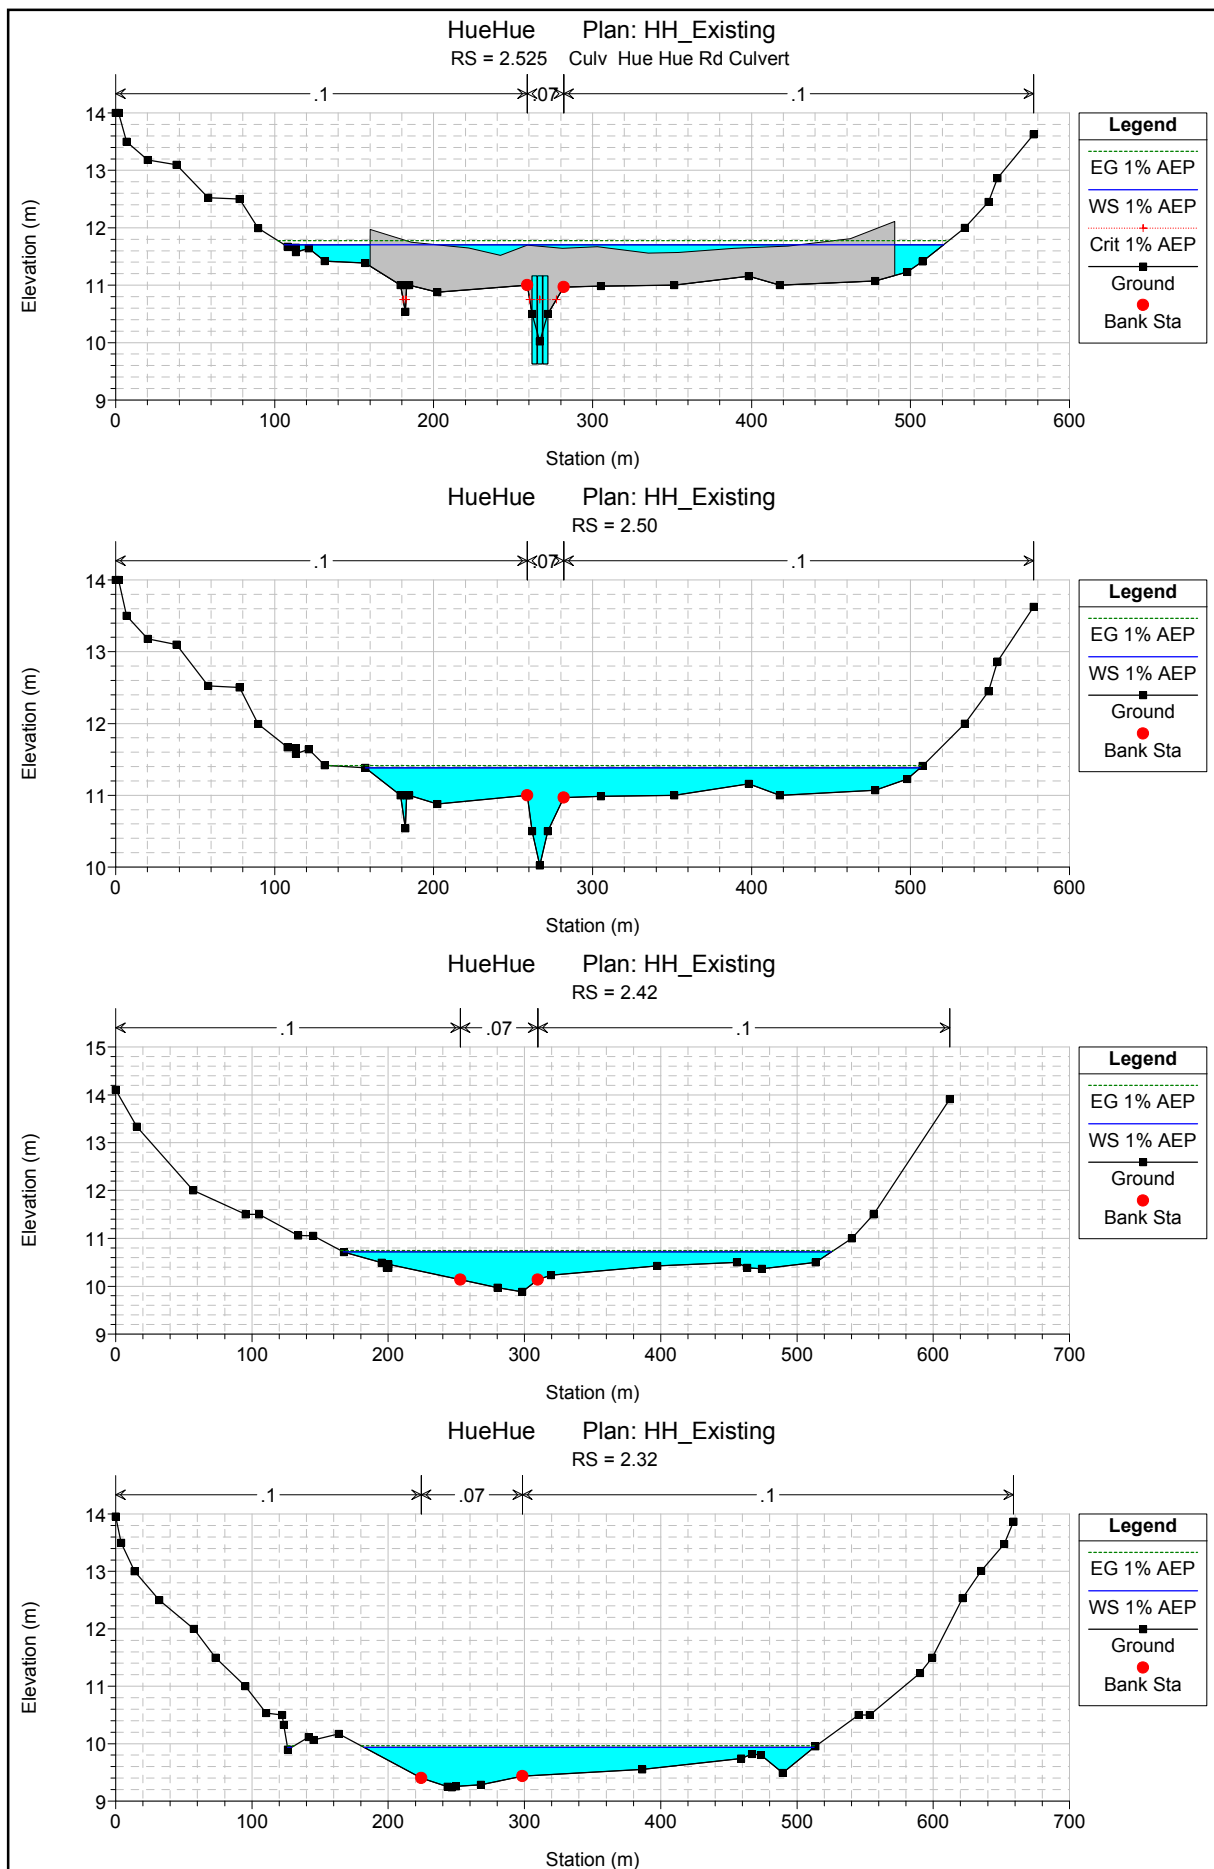 HueHue Plan: HH_Existing
RS = 2.525 Culv Hue Hue Rd Culvert
.1 .07 .1
Elevation (m)
14
13
12
11
10
9
0 100 200 300 400 500 600
Station (m)
Legend
EG 1% AEP
WS 1% AEP
Crit 1% AEP
Ground
Bank Sta
HueHue Plan: HH_Existing
RS = 2.50
.1 .07 .1
Elevation (m)
14
13
12
11
10
0 100 200 300 400 500 600
Station (m)
Legend
EG 1% AEP
WS 1% AEP
Ground
Bank Sta
HueHue Plan: HH_Existing
RS = 2.42
.1 .07 .1
Elevation (m)
15
14
13
12
11
10
9
0 100 200 300 400 500 600 700
Station (m)
Legend
EG 1% AEP
WS 1% AEP
Ground
Bank Sta
HueHue Plan: HH_Existing
RS = 2.32
.1 .07 .1
Elevation (m)
14
13
12
11
10
9
0 100 200 300 400 500 600 700
Station (m)
Legend
EG 1% AEP
WS 1% AEP
Ground
Bank Sta